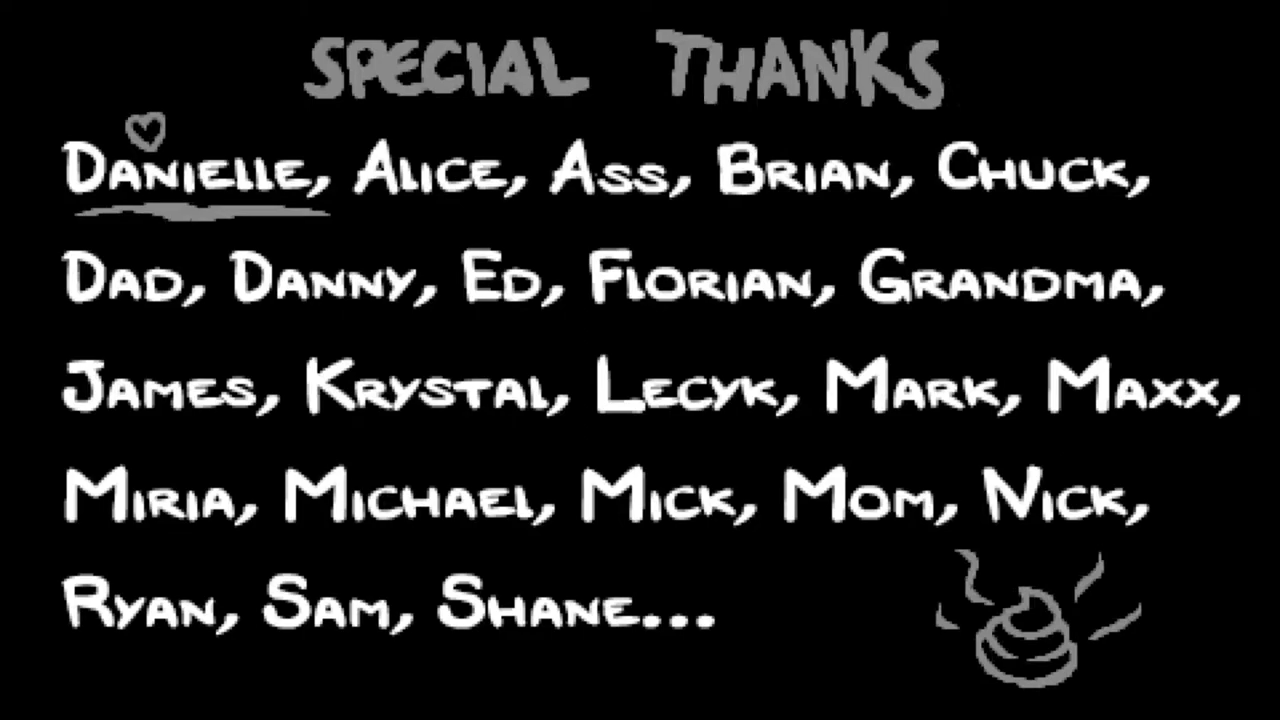 SPECIAL THANKS
DANIELLE, ALICE, ASS, BRIAN, CHUCK,
DAD, DANNY, ED, FLORIAN, GRANDMA,
JAMES, KRYSTAL, LECYK, MARK, MAXX,
MIRIA, MICHAEL, MICK, MOM, NICK,
RYAN, SAM, SHANE...